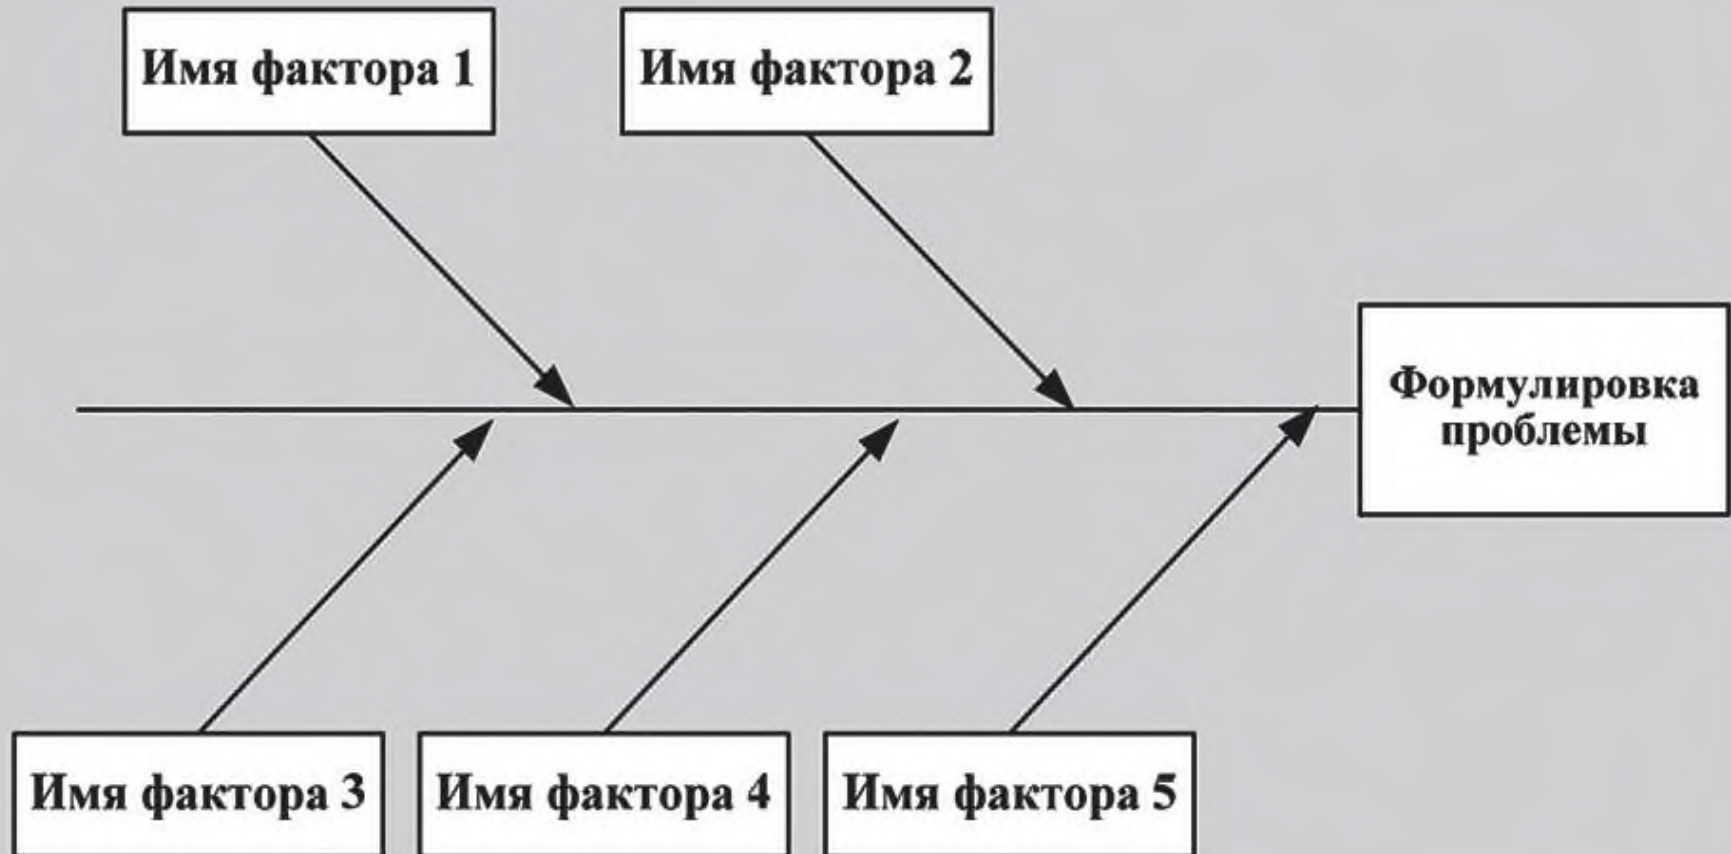 Имя фактора 1
Имя фактора 2
Формулировка
проблемы
Имя фактора 3
Имя фактора 4
Имя фактора 5